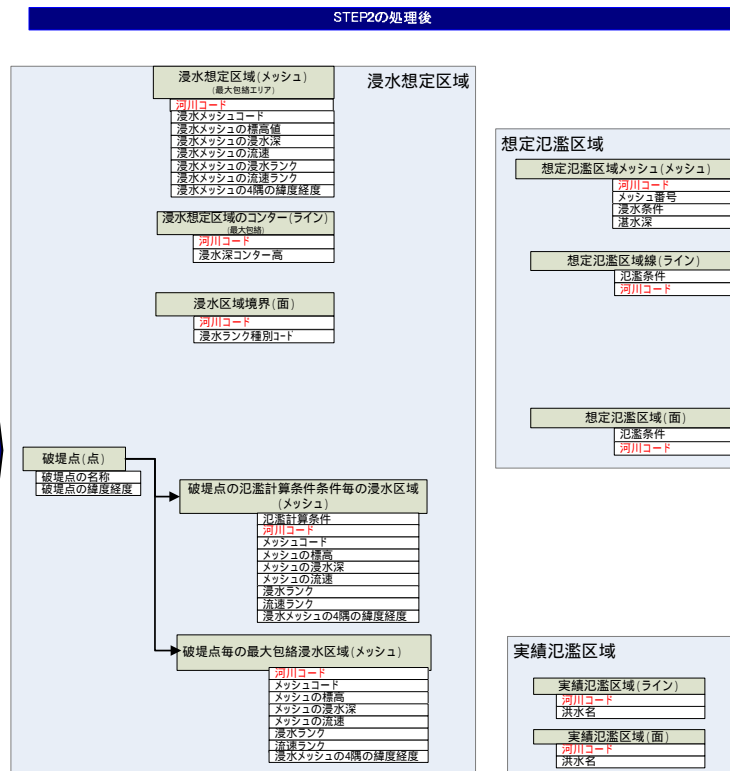 STEP2の処理後
浸水想定区域
浸水想定区域(メッシュ)
(最大包絡エリア)
河川コード
浸水メッシュコード
浸水メッシュの標高値
浸水メッシュの浸水深
浸水メッシュの流速
浸水メッシュの浸水ランク
浸水メッシュの流速ランク
浸水メッシュの4隅の緯度経度
浸水想定区域のコンター(ライン)
(最大包絡)
河川コード
浸水深コンター高
浸水区域境界(面)
河川コード
浸水ランク種別コード
破堤点(点)
破堤点の名称
破堤点の緯度経度
破堤点の氾濫計算条件条件毎の浸水区域
(メッシュ)
氾濫計算条件
河川コード
メッシュコード
メッシュの標高
メッシュの浸水深
メッシュの流速
浸水ランク
流速ランク
浸水メッシュの4隅の緯度経度
破堤点毎の最大包絡浸水区域(メッシュ)
河川コード
メッシュコード
メッシュの標高
メッシュの浸水深
メッシュの流速
浸水ランク
流速ランク
浸水メッシュの4隅の緯度経度
想定氾濫区域
想定氾濫区域メッシュ(メッシュ)
河川コード
メッシュ番号
浸水条件
湛水深
想定氾濫区域線(ライン)
氾濫条件
河川コード
想定氾濫区域(面)
氾濫条件
河川コード
実績氾濫区域
実績氾濫区域(ライン)
河川コード
洪水名
実績氾濫区域(面)
河川コード
洪水名